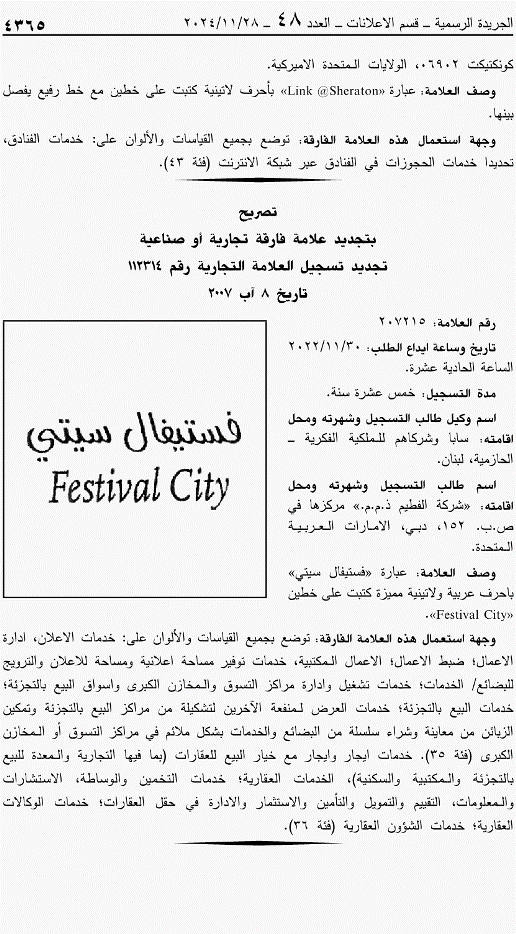 الجريدة الرسمية ــ قسم الاعلانات ــ العدد ٤٨ ــ ٢٠٢٤/١١/٢٨
٤٣٦٥
كونكتيكت ٠٦٩٠٢، الولايات المتحدة الاميركية.
وصف العلامة: عبارة «Link @Sheraton» بأحرف لاتينية كتبت على خطين مع خط رفيع يفصل
بينها.
وجهة استعمال هذه العلامة الفارقة: توضع بجميع القياسات والألوان على: خدمات الفنادق،
تحديدا خدمات الحجوزات في الفنادق عبر شبكة الانترنت (فئة ٤٣).
تصريح
بتجديد علامة فارقة تجارية أو صناعية
تجديد تسجيل العلامة التجارية رقم ١١٢٣١٤
تاريخ ٨ آب ٢٠٠٧
رقم العلامة: ٢٠٧٢١٥
تاريخ وساعة ايداع الطلب: ٢٠٢٢/١١/٣٠
الساعة الحادية عشرة.
مدة التسجيل: خمس عشرة سنة.
اسم وكيل طالب التسجيل وشهرته ومحل
اقامته: سابا وشركاهم للملكية الفكرية ــ
الحازمية، لبنان.
اسم طالب التسجيل وشهرته ومحل
اقامته: «شركة الفطيم ذ.م.م.» مركزها في
ص.ب. ١٥٢، دبي، الامارات العربية
المتحدة.
وصف العلامة: عبارة «فستيفال سيتي»
باحرف عربية ولاتينية مميزة كتبت على خطين
«Festival City».
فستيفال سيتي
Festival City
وجهة استعمال هذه العلامة الفارقة: توضع بجميع القياسات والألوان على: خدمات الاعلان، ادارة
الاعمال؛ ضبط الاعمال؛ الاعمال المكتبية، خدمات توفير مساحة اعلانية ومساحة للاعلان والترويج
للبضائع/ الخدمات؛ خدمات تشغيل وادارة مراكز التسوق والمخازن الكبرى واسواق البيع بالتجزئة؛
خدمات البيع بالتجزئة؛ خدمات العرض لمنفعة الآخرين لتشكيلة من مراكز البيع بالتجزئة وتمكين
الزبائن من معاينة وشراء سلسلة من البضائع والخدمات بشكل ملائم في مراكز التسوق أو المخازن
الكبرى (فئة ٣٥). خدمات ايجار وايجار مع خيار البيع للعقارات (بما فيها التجارية والمعدة للبيع
بالتجزئة والمكتبية والسكنية)، الخدمات العقارية؛ خدمات التخمين والوساطة، الاستشارات
والمعلومات، التقييم والتمويل والتأمين والاستثمار والادارة في حقل العقارات؛ خدمات الوكالات
العقارية؛ خدمات الشؤون العقارية (فئة ٣٦).